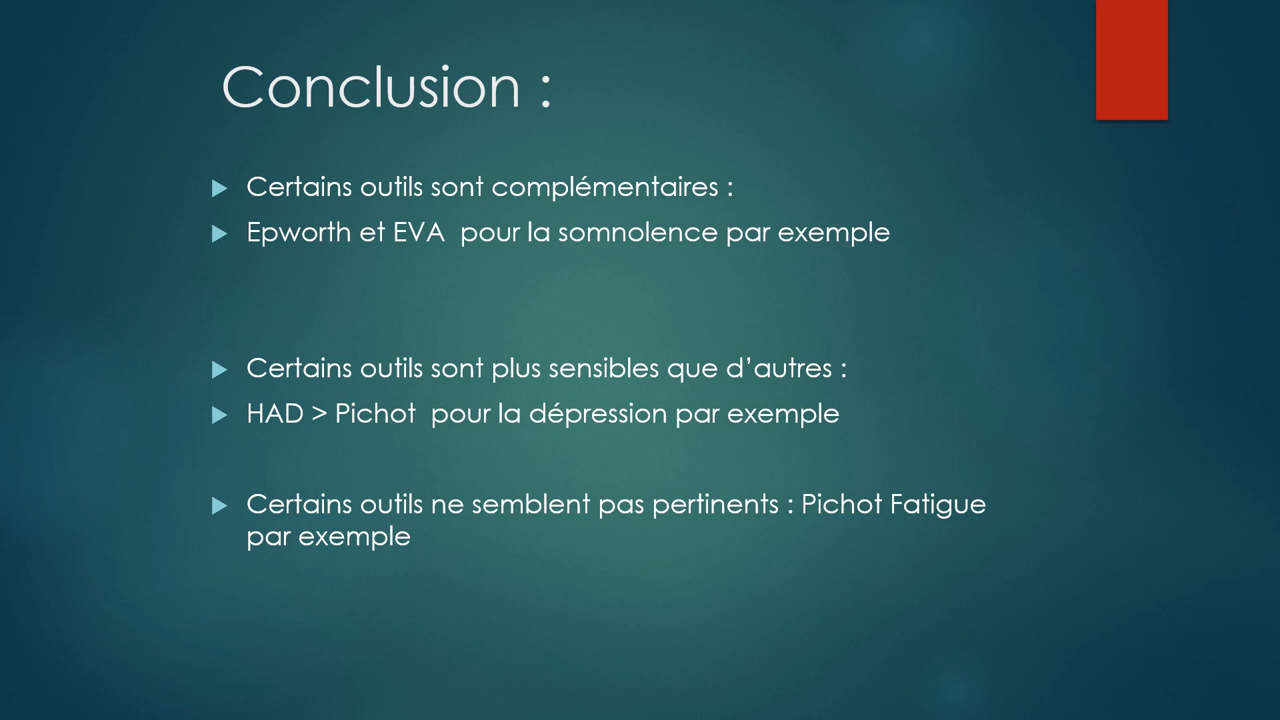 Conclusion :
Certains outils sont complémentaires :
Epworth et EVA  pour la somnolence par exemple
Certains outils sont plus sensibles que d’autres :
HAD > Pichot  pour la dépression par exemple
Certains outils ne semblent pas pertinents : Pichot Fatigue
par exemple